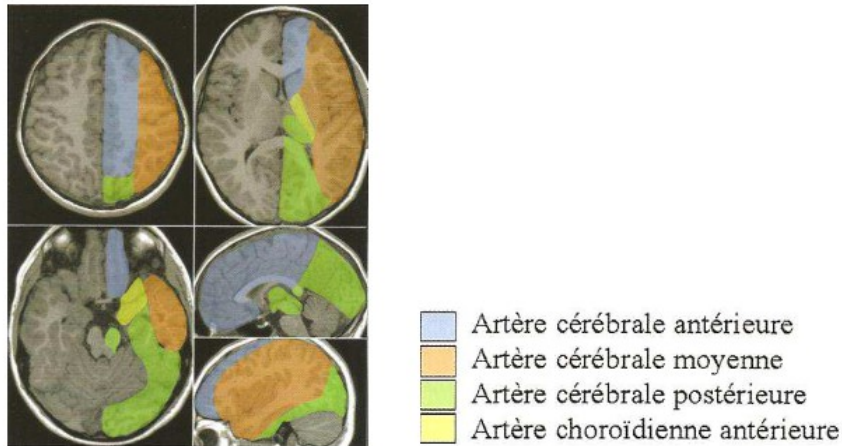 Artère cérébrale antérieure
Artère cérébrale moyenne
Artère cérébrale postérieure
Artère choroïdienne antérieure